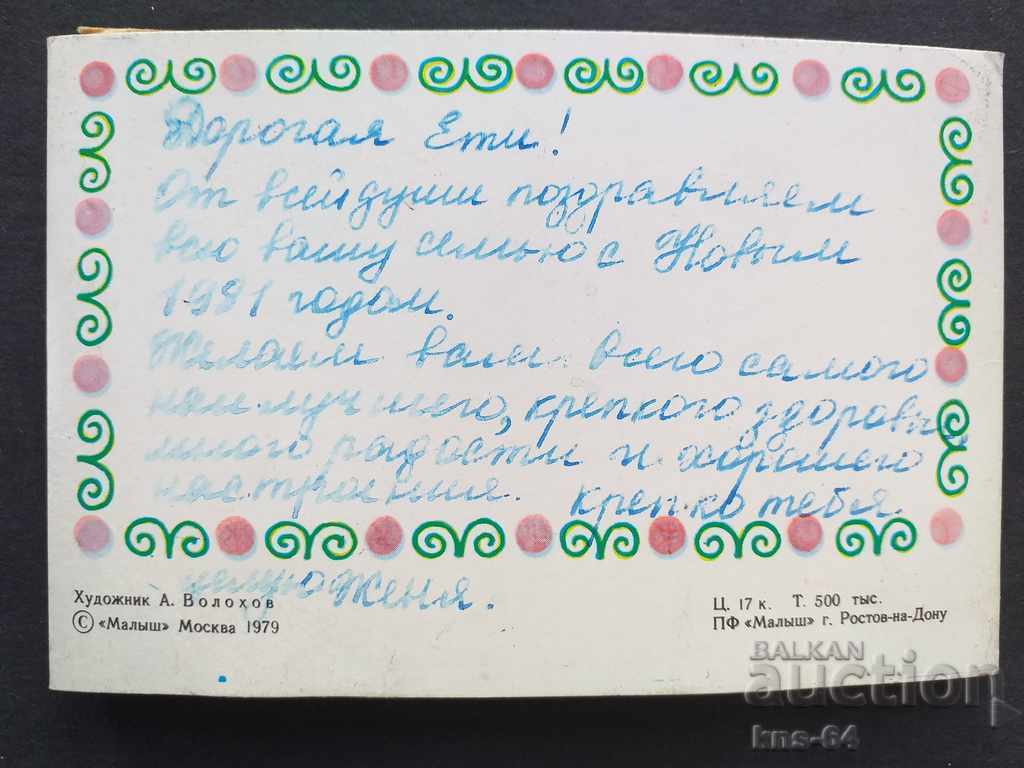 Дорогая Ети!
От всей души поздравляем
всю вашу семью с Новым
1981 годом.
Желаем вам всего самого
наилучшего, крепкого здоровья
много радости и хорошего
настроения. Крепко тебя
целую Женя.
Художник А. Волохов
© «Малыш» Москва 1979
Ц. 17 к. Т. 500 тыс.
ПФ «Малыш» г. Ростов-на-Дону
BALKAN
auction
kns-64